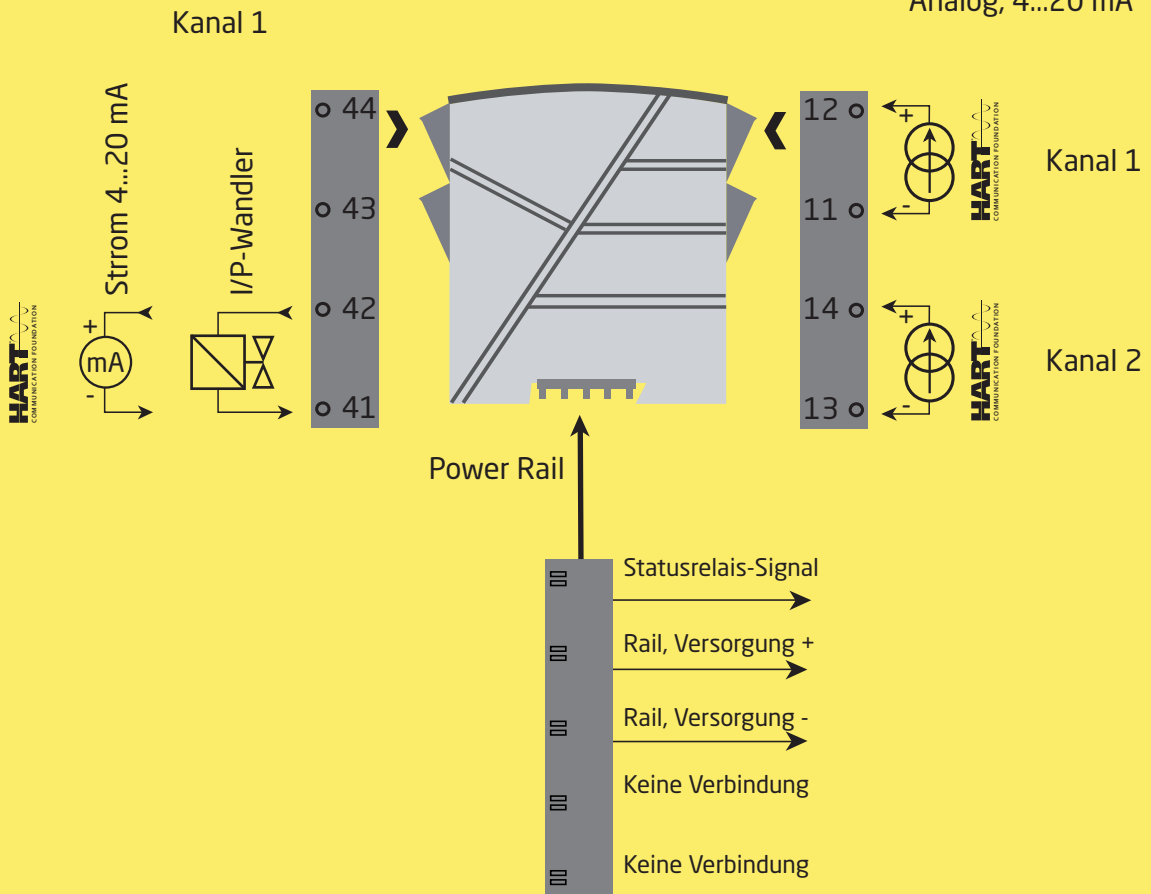 Analog, 4...20 mA
Kanal 1
Strrom 4...20 mA
I/P-Wandler
HART
COMMUNICATION FOUNDATION
+
mA
-
44
43
42
41
12
11
14
13
+
-
HART
COMMUNICATION FOUNDATION
Kanal 1
+
-
HART
COMMUNICATION FOUNDATION
Kanal 2
Power Rail
Statusrelais-Signal
Rail, Versorgung +
Rail, Versorgung -
Keine Verbindung
Keine Verbindung